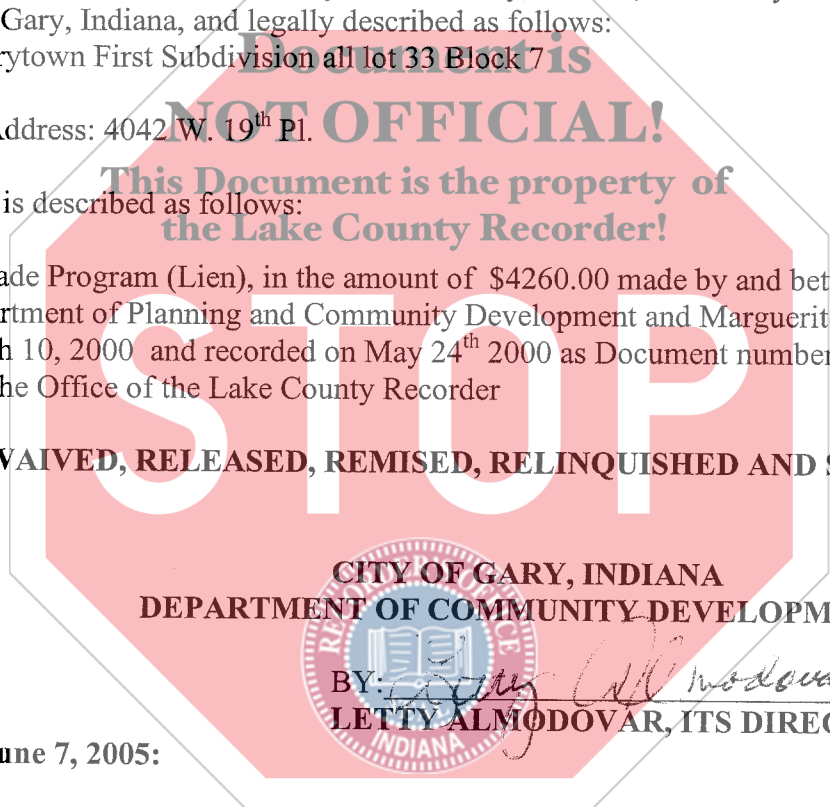 Gary, Indiana, and legally described as follows:
rytown First Subdivision all lot 33 Block 7
Document is
NOT OFFICIAL!
Address: 4042 W. 19th Pl.
This Document is the property of
the Lake County Recorder!
is described as follows:
ade Program (Lien), in the amount of $4260.00 made by and bet
rtment of Planning and Community Development and Marguerit
h 10, 2000 and recorded on May 24th 2000 as Document number
he Office of the Lake County Recorder
STOP
VAIVED, RELEASED, REMISED, RELINQUISHED AND S
CITY OF GARY, INDIANA
DEPARTMENT OF COMMUNITY DEVELOPM
BY: Letty Almodova
LETTY ALMODOVAR, ITS DIREC
INDIANA
une 7, 2005: